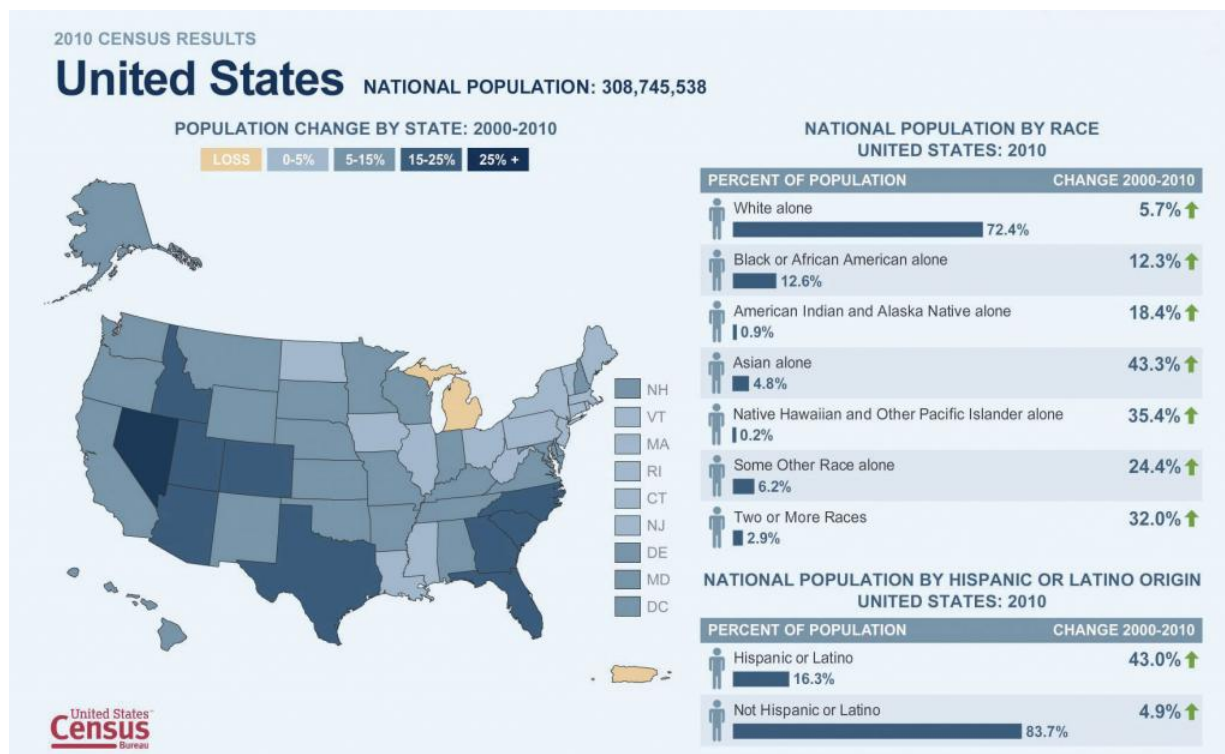 2010 CENSUS RESULTS
United States NATIONAL POPULATION: 308,745,538
POPULATION CHANGE BY STATE: 2000-2010
LOSS 0-5% 5-15% 15-25% 25% +
NH
VT
MA
RI
CT
NJ
DE
MD
DC
United States™
Census
Bureau
NATIONAL POPULATION BY RACE
UNITED STATES: 2010
PERCENT OF POPULATION CHANGE 2000-2010
White alone 5.7%
72.4%
Black or African American alone 12.3%
12.6%
American Indian and Alaska Native alone 18.4%
0.9%
Asian alone 43.3%
4.8%
Native Hawaiian and Other Pacific Islander alone 35.4%
0.2%
Some Other Race alone 24.4%
6.2%
Two or More Races 32.0%
2.9%
NATIONAL POPULATION BY HISPANIC OR LATINO ORIGIN
UNITED STATES: 2010
PERCENT OF POPULATION CHANGE 2000-2010
Hispanic or Latino 43.0%
16.3%
Not Hispanic or Latino 4.9%
83.7%